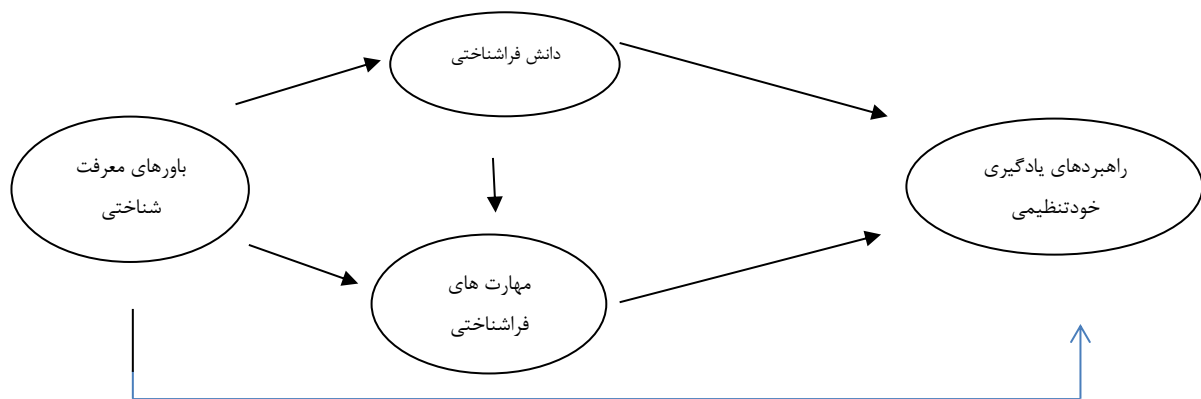 دانش فراشناختی
باورهای معرفت
شناختی
راهبردهای یادگیری
خودتنظیمی
مهارت های
فراشناختی